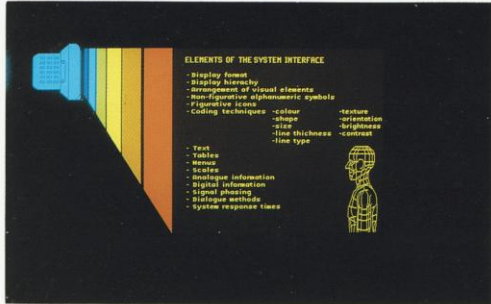 ELEMENTS OF THE SYSTEM INTERFACE
- Display format
- Display hierachy
- Arrangement of visual elements
- Non-figurative alphanumeric symbols
- Figurative icons
- Coding techniques -colour -texture
-shape -orientation
-size -brightness
-line thickness -contrast
-line type
- Text
- Tables
- Menus
- Scales
- Analogue information
- Digital information
- Signal phasing
- Dialogue methods
- System response times